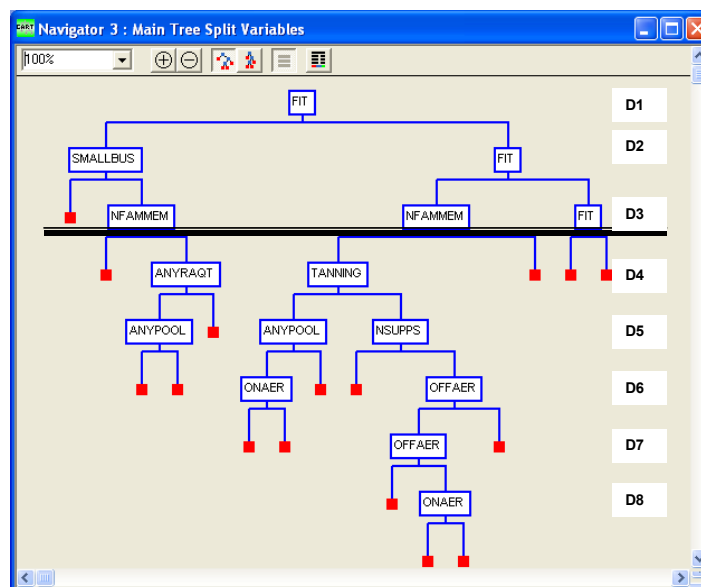 CART Navigator 3 : Main Tree Split Variables
100%
FIT D1
SMALLBUS FIT D2
NFAMMEM NFAMMEM FIT D3
ANYRAQT TANNING D4
ANYPOOL ANYPOOL NSUPPS D5
ONAER OFFAER D6
OFFAER D7
ONAER D8